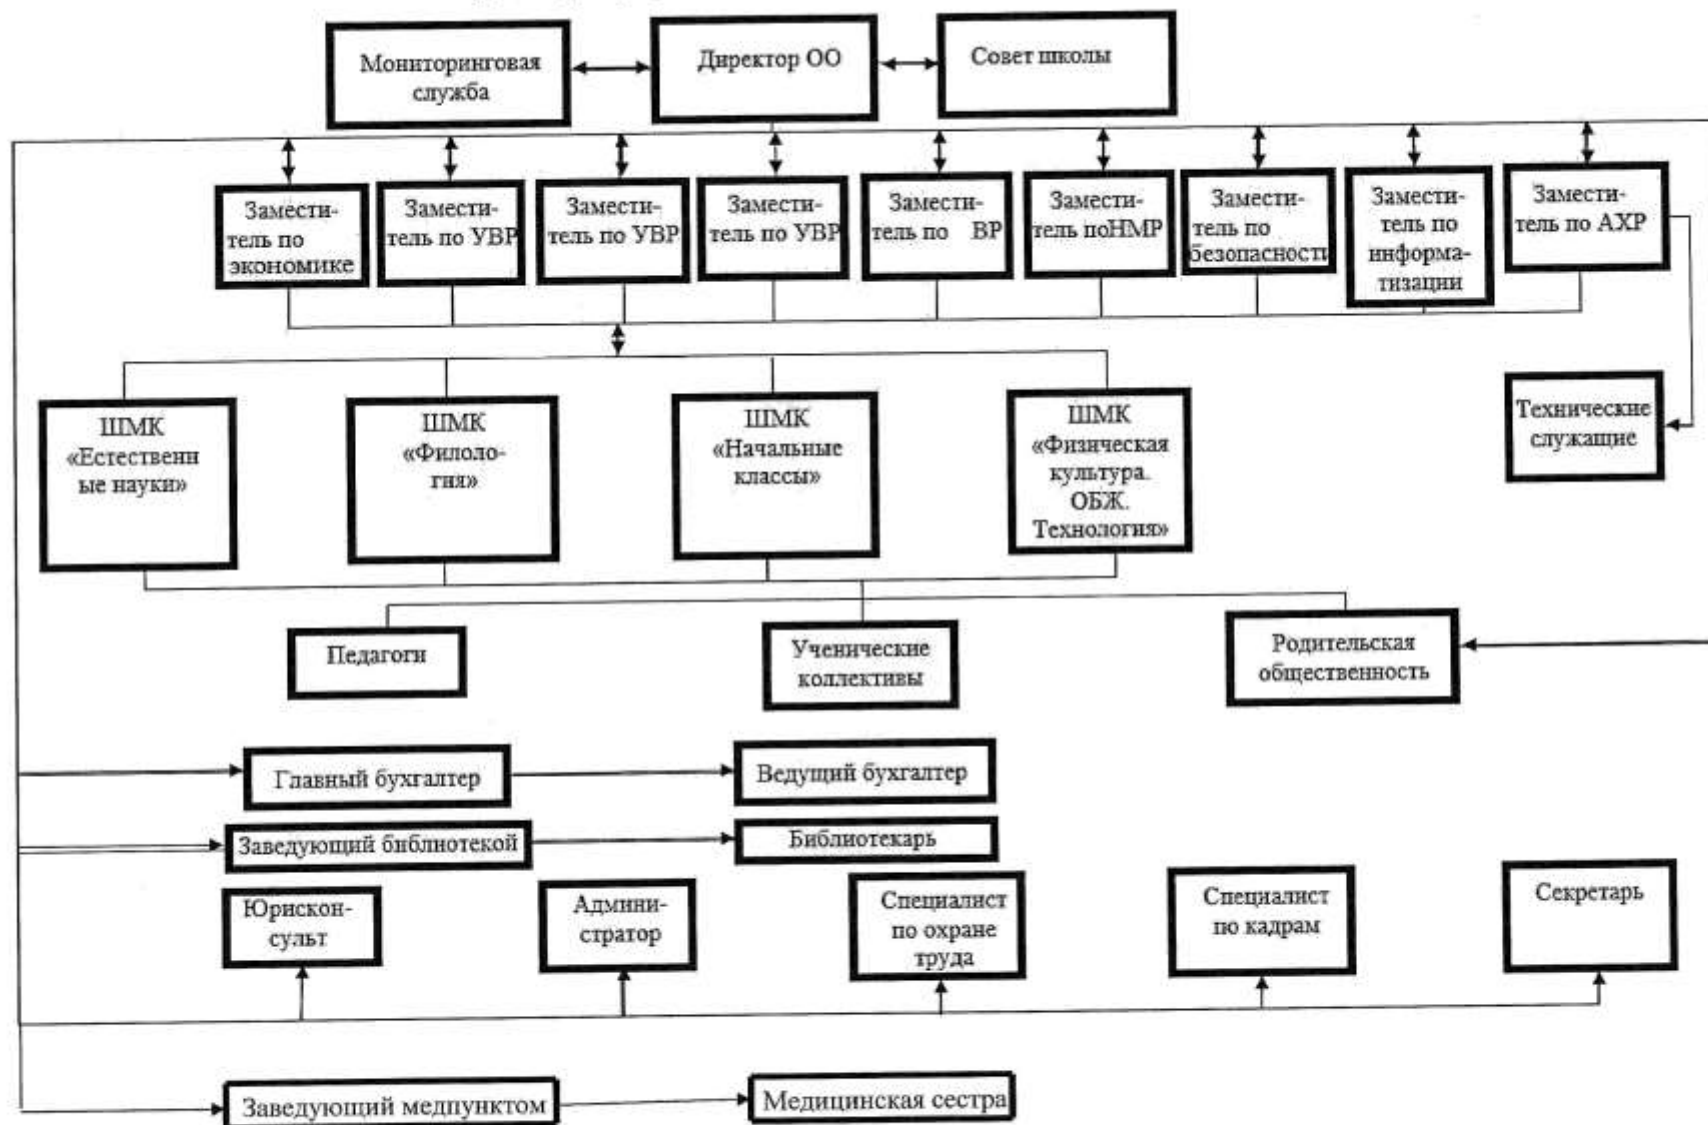 Мониторинговая
служба
Директор ОО
Совет школы
Замести-
тель по
экономике
Замести-
тель по УВР
Замести-
тель по УВР
Замести-
тель по УВР
Замести-
тель по ВР
Замести-
тель поНМР
Замести-
тель по
безопасности
Замести-
тель по
информа-
тизации
Замести-
тель по АХР
ШМК
«Естественн
ые науки»
ШМК
«Филоло-
гия»
ШМК
«Начальные
классы»
ШМК
«Физическая
культура.
ОБЖ.
Технология»
Технические
служащие
Педагоги
Ученические
коллективы
Родительская
общественность
Главный бухгалтер
Ведущий бухгалтер
Заведующий библиотекой
Библиотекарь
Юрискон-
сульт
Админи-
стратор
Специалист
по охране
труда
Специалист
по кадрам
Секретарь
Заведующий медпунктом
Медицинская сестра